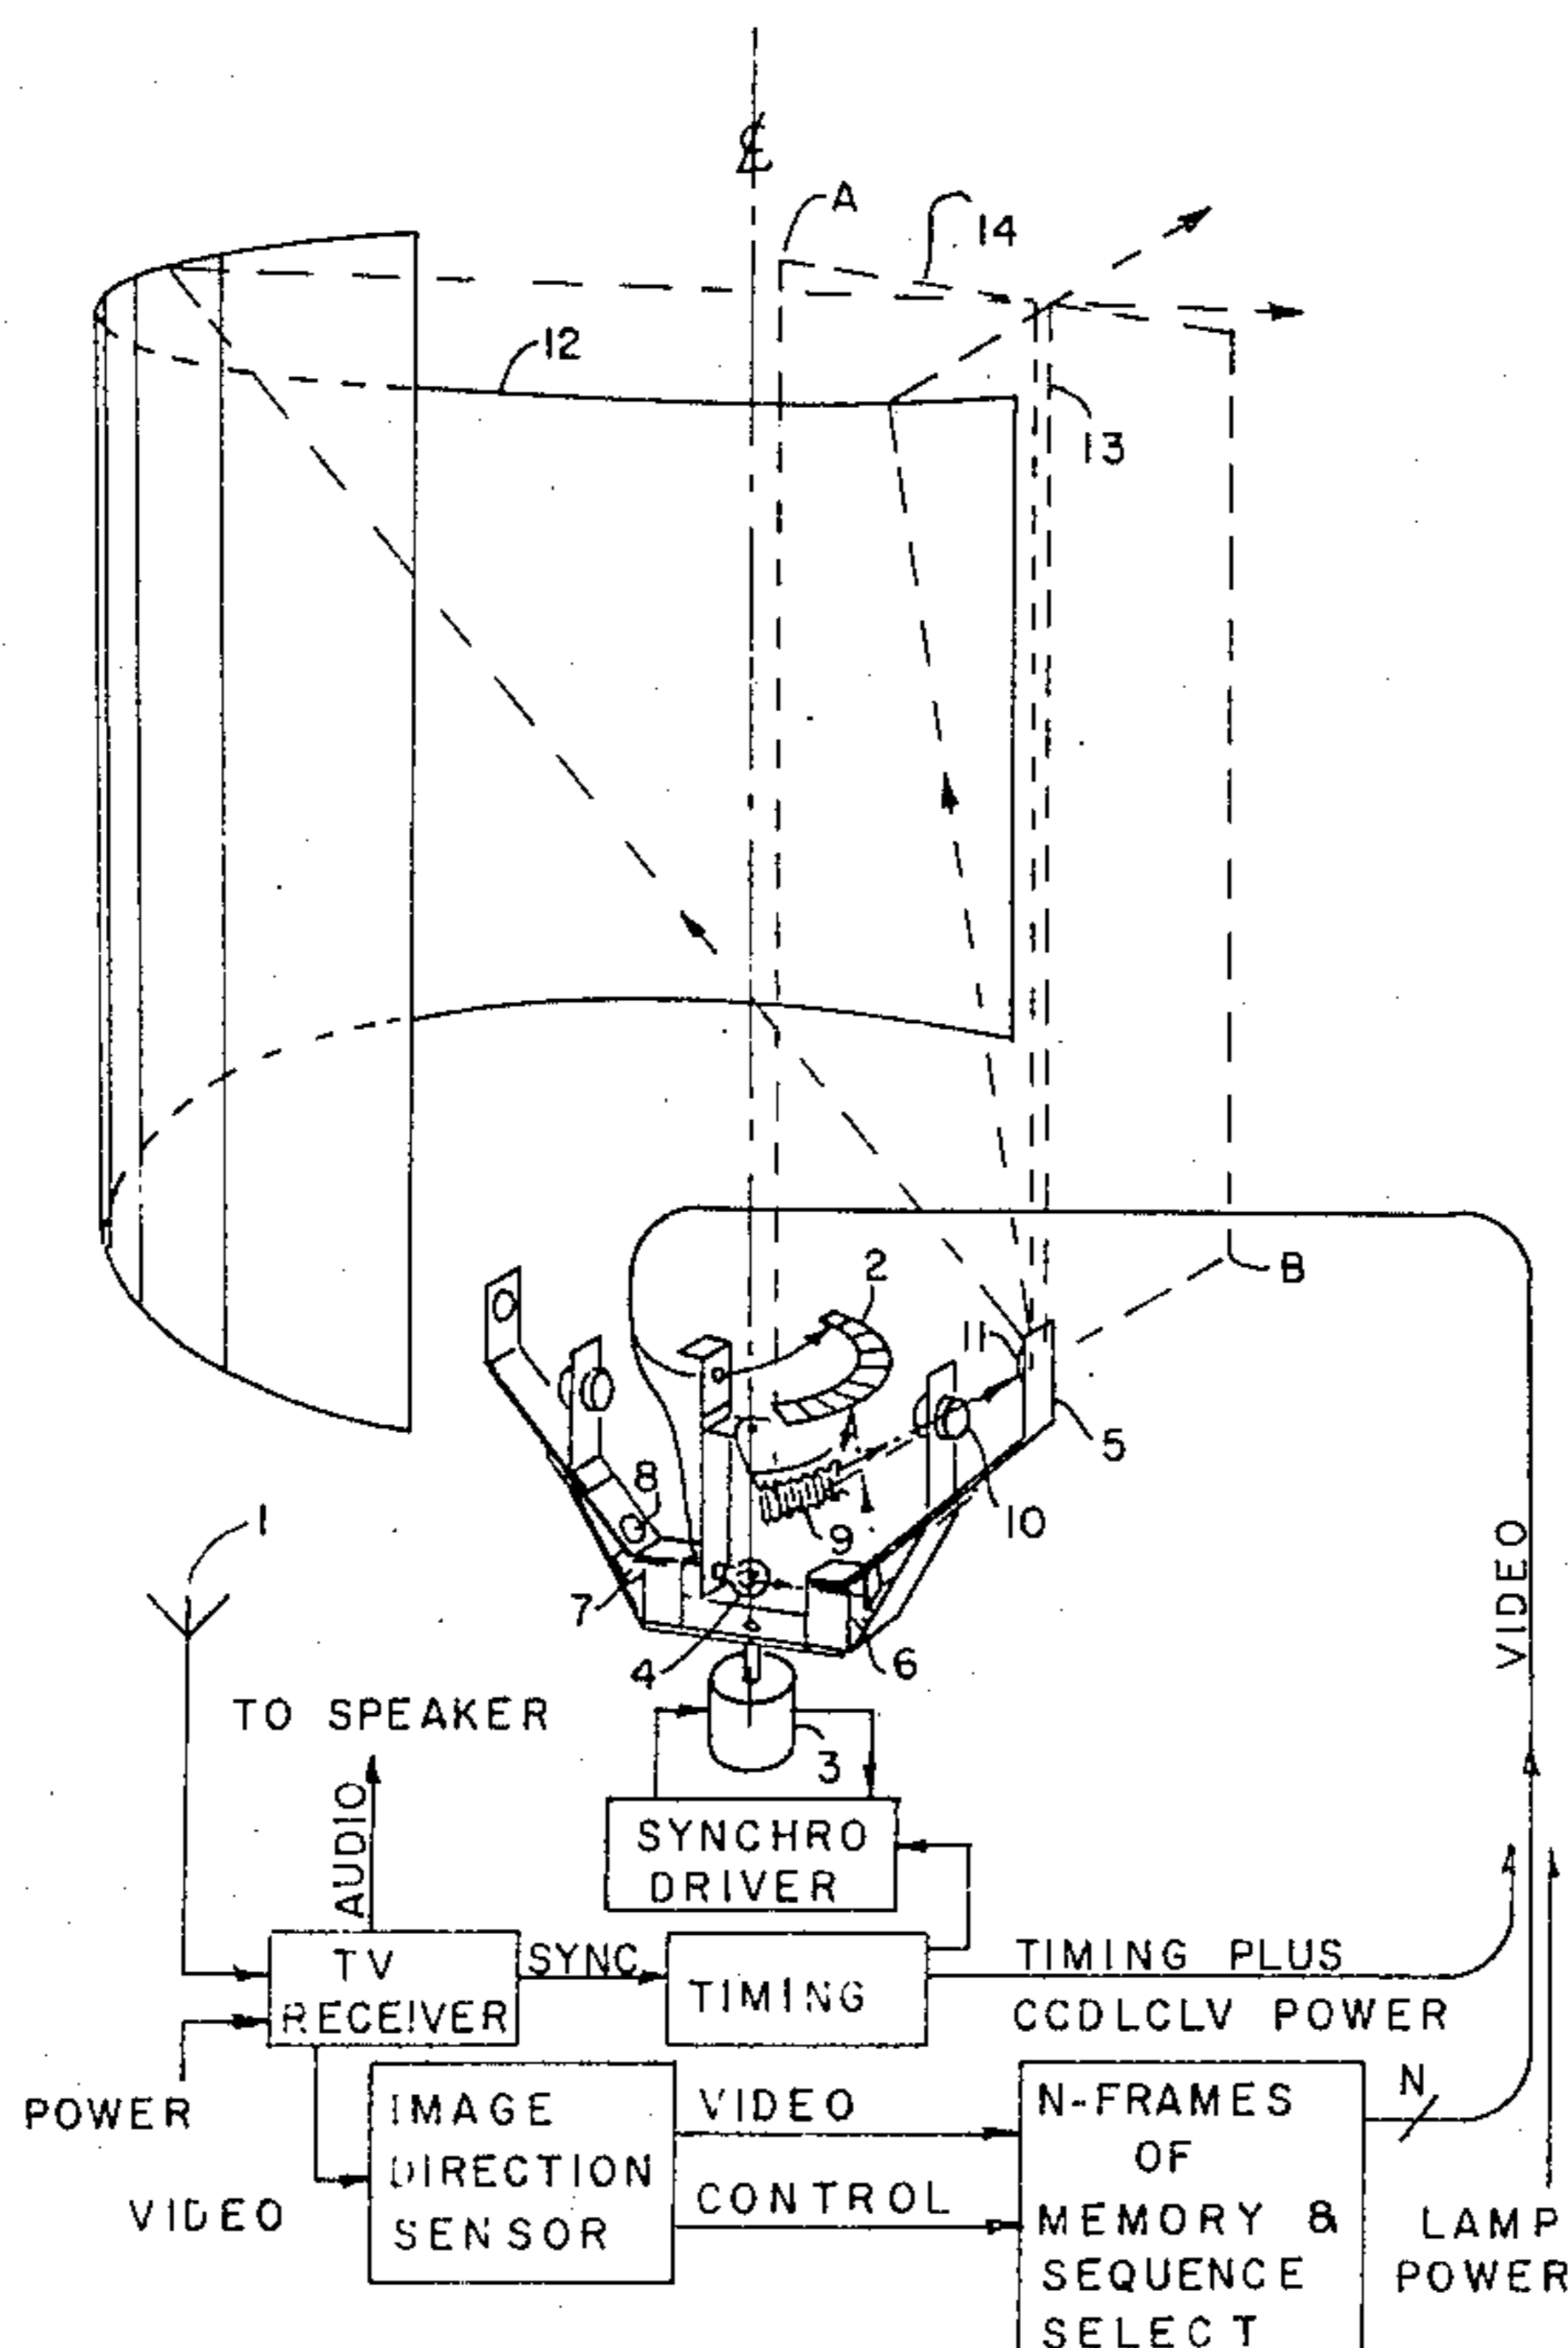 ℄
A
14
12
13
2
B
11
5
8
10
9
1
7
6
4
3
VIDEO
TO SPEAKER
AUDIO
SYNCHRO
DRIVER
TV
RECEIVER
SYNC
TIMING
TIMING PLUS
CCDLCLV POWER
POWER
VIDEO
IMAGE
DIRECTION
SENSOR
VIDEO
CONTROL
N-FRAMES
OF
MEMORY &
SEQUENCE
SELECT
N
LAMP
POWER